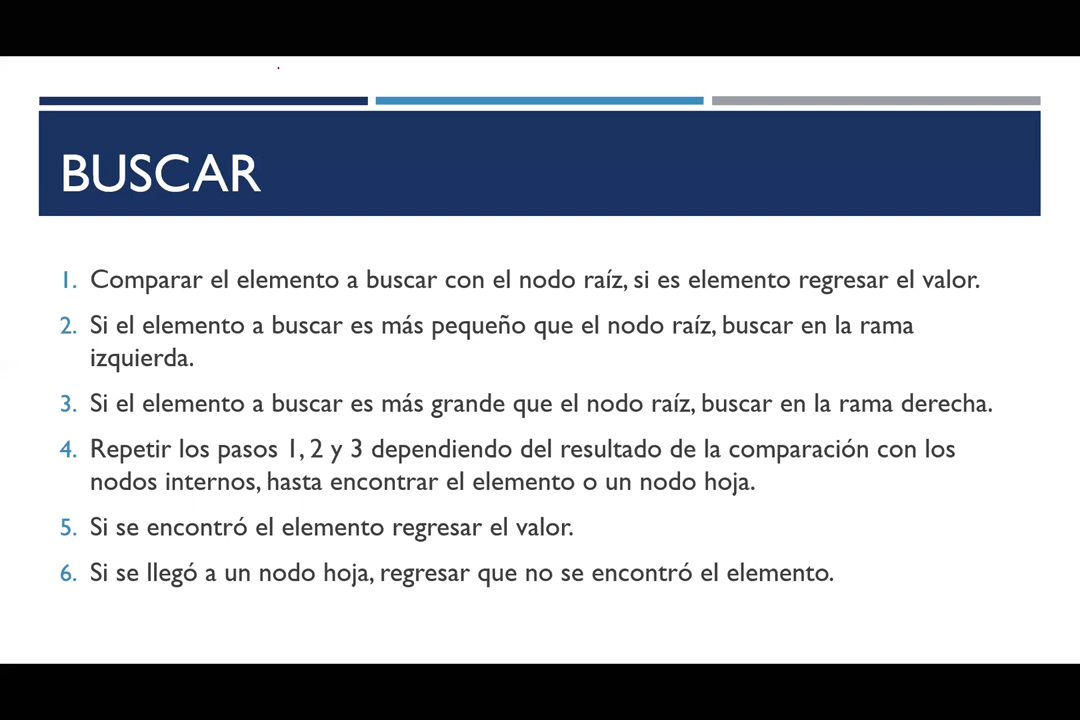 BUSCAR
1. Comparar el elemento a buscar con el nodo raíz, si es elemento regresar el valor.
2. Si el elemento a buscar es más pequeño que el nodo raíz, buscar en la rama
izquierda.
3. Si el elemento a buscar es más grande que el nodo raíz, buscar en la rama derecha.
4. Repetir los pasos 1, 2 y 3 dependiendo del resultado de la comparación con los
nodos internos, hasta encontrar el elemento o un nodo hoja.
5. Si se encontró el elemento regresar el valor.
6. Si se llegó a un nodo hoja, regresar que no se encontró el elemento.